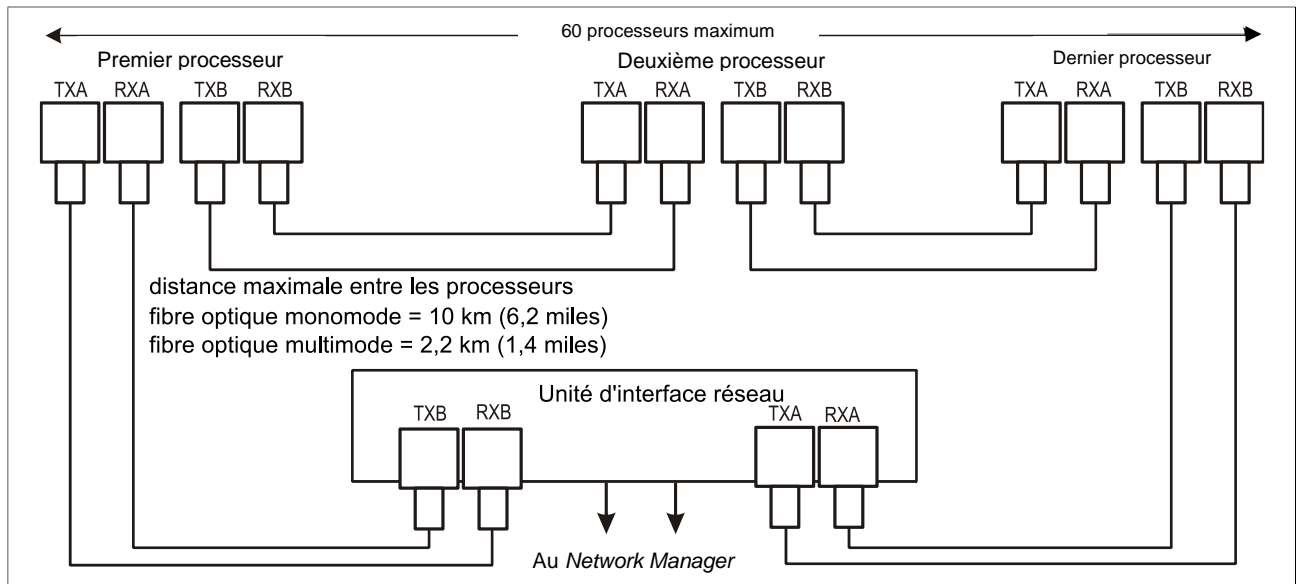 60 processeurs maximum
Premier processeur
Deuxième processeur
Dernier processeur
TXA RXA TXB RXB
TXA RXA TXB RXB
TXA RXA TXB RXB
distance maximale entre les processeurs
fibre optique monomode = 10 km (6,2 miles)
fibre optique multimode = 2,2 km (1,4 miles)
Unité d'interface réseau
TXB RXB
TXA RXA
Au Network Manager